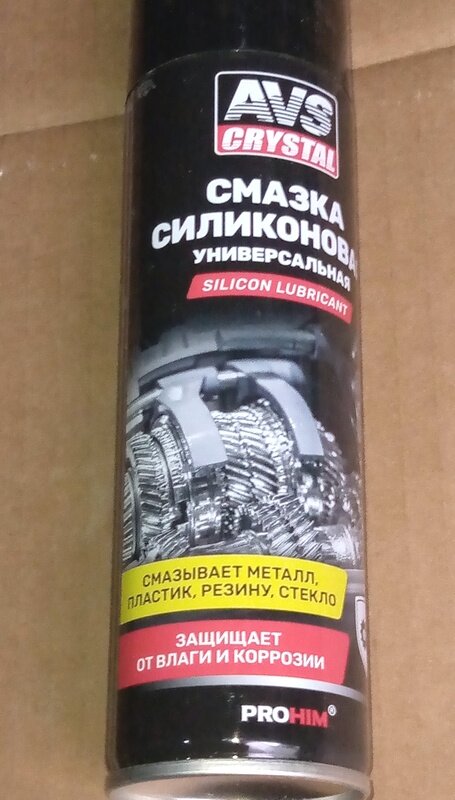 AVS
CRYSTAL
СМАЗКА
СИЛИКОНОВА
УНИВЕРСАЛЬНАЯ
SILICON LUBRICANT
СМАЗЫВАЕТ МЕТАЛЛ,
ПЛАСТИК, РЕЗИНУ, СТЕКЛО
ЗАЩИЩАЕТ
ОТ ВЛАГИ И КОРРОЗИИ
PROHIM®